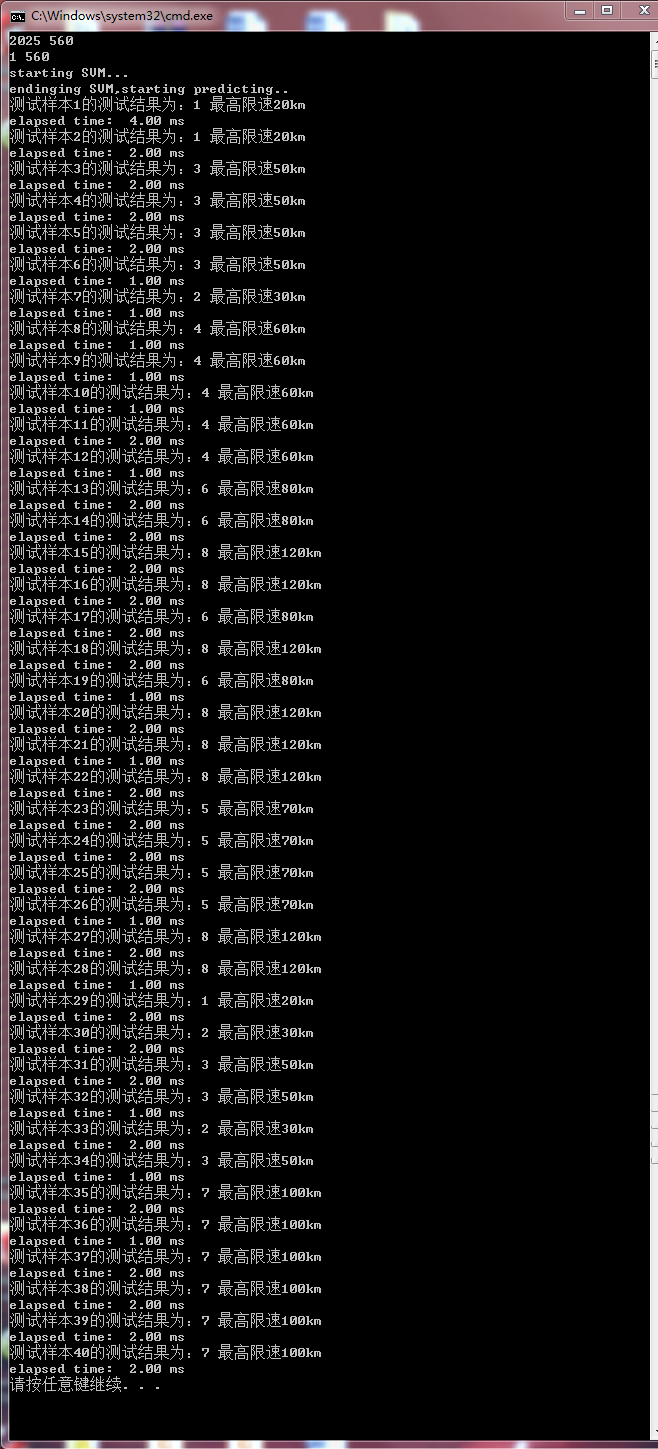 C:\Windows\system32\cmd.exe
2025 560
1 560
starting SVM...
endinging SVM,starting predicting..
测试样本1的测试结果为：1 最高限速20km
elapsed time:  4.00 ms
测试样本2的测试结果为：1 最高限速20km
elapsed time:  2.00 ms
测试样本3的测试结果为：3 最高限速50km
elapsed time:  2.00 ms
测试样本4的测试结果为：3 最高限速50km
elapsed time:  2.00 ms
测试样本5的测试结果为：3 最高限速50km
elapsed time:  2.00 ms
测试样本6的测试结果为：3 最高限速50km
elapsed time:  1.00 ms
测试样本7的测试结果为：2 最高限速30km
elapsed time:  1.00 ms
测试样本8的测试结果为：4 最高限速60km
elapsed time:  1.00 ms
测试样本9的测试结果为：4 最高限速60km
elapsed time:  1.00 ms
测试样本10的测试结果为：4 最高限速60km
elapsed time:  1.00 ms
测试样本11的测试结果为：4 最高限速60km
elapsed time:  2.00 ms
测试样本12的测试结果为：4 最高限速60km
elapsed time:  1.00 ms
测试样本13的测试结果为：6 最高限速80km
elapsed time:  2.00 ms
测试样本14的测试结果为：6 最高限速80km
elapsed time:  2.00 ms
测试样本15的测试结果为：8 最高限速120km
elapsed time:  2.00 ms
测试样本16的测试结果为：8 最高限速120km
elapsed time:  2.00 ms
测试样本17的测试结果为：6 最高限速80km
elapsed time:  2.00 ms
测试样本18的测试结果为：8 最高限速120km
elapsed time:  2.00 ms
测试样本19的测试结果为：6 最高限速80km
elapsed time:  1.00 ms
测试样本20的测试结果为：8 最高限速120km
elapsed time:  2.00 ms
测试样本21的测试结果为：8 最高限速120km
elapsed time:  1.00 ms
测试样本22的测试结果为：8 最高限速120km
elapsed time:  2.00 ms
测试样本23的测试结果为：5 最高限速70km
elapsed time:  2.00 ms
测试样本24的测试结果为：5 最高限速70km
elapsed time:  2.00 ms
测试样本25的测试结果为：5 最高限速70km
elapsed time:  2.00 ms
测试样本26的测试结果为：5 最高限速70km
elapsed time:  1.00 ms
测试样本27的测试结果为：8 最高限速120km
elapsed time:  2.00 ms
测试样本28的测试结果为：8 最高限速120km
elapsed time:  1.00 ms
测试样本29的测试结果为：1 最高限速20km
elapsed time:  2.00 ms
测试样本30的测试结果为：2 最高限速30km
elapsed time:  2.00 ms
测试样本31的测试结果为：3 最高限速50km
elapsed time:  2.00 ms
测试样本32的测试结果为：3 最高限速50km
elapsed time:  1.00 ms
测试样本33的测试结果为：2 最高限速30km
elapsed time:  2.00 ms
测试样本34的测试结果为：3 最高限速50km
elapsed time:  1.00 ms
测试样本35的测试结果为：7 最高限速100km
elapsed time:  2.00 ms
测试样本36的测试结果为：7 最高限速100km
elapsed time:  1.00 ms
测试样本37的测试结果为：7 最高限速100km
elapsed time:  2.00 ms
测试样本38的测试结果为：7 最高限速100km
elapsed time:  2.00 ms
测试样本39的测试结果为：7 最高限速100km
elapsed time:  2.00 ms
测试样本40的测试结果为：7 最高限速100km
elapsed time:  2.00 ms
请按任意键继续. . .